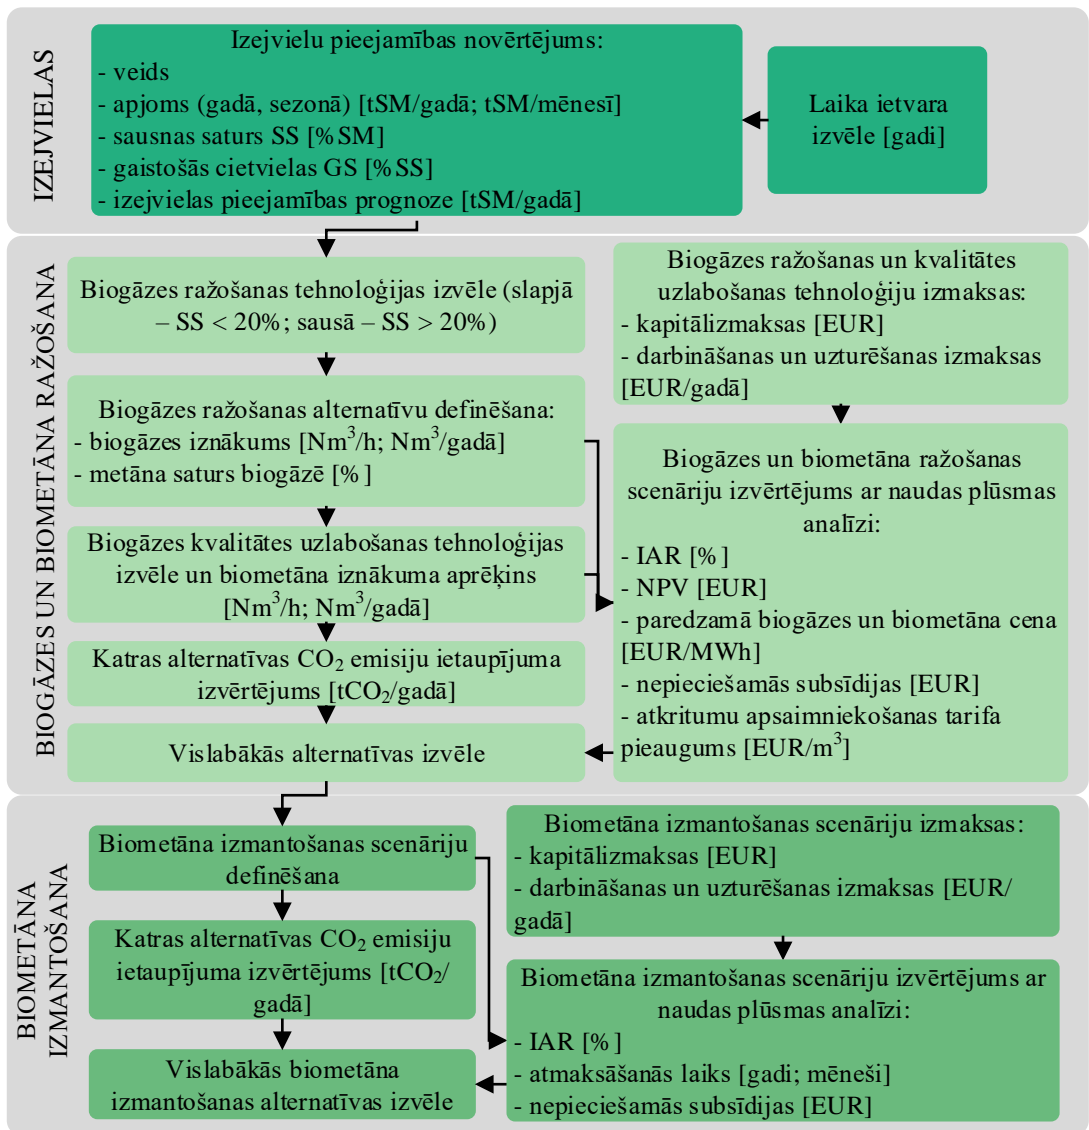 IZEJVIELAS
Izejvielu pieejamības novērtējums:
- veids
- apjoms (gadā, sezonā) [tSM/gadā; tSM/mēnesī]
- sausnas saturs SS [%SM]
- gaistošās cietvielas GS [%SS]
- izejvielas pieejamības prognoze [tSM/gadā]
Laika ietvara
izvēle [gadi]
BIOGĀZES UN BIOMETĀNA RAŽOŠANA
Biogāzes ražošanas tehnoloģijas izvēle (slapjā
– SS < 20%; sausā – SS > 20%)
Biogāzes ražošanas alternatīvu definēšana:
- biogāzes iznākums [Nm³/h; Nm³/gadā]
- metāna saturs biogāzē [%]
Biogāzes kvalitātes uzlabošanas tehnoloģijas
izvēle un biometāna iznākuma aprēķins
[Nm³/h; Nm³/gadā]
Katras alternatīvas CO₂ emisiju ietaupījuma
izvērtējums [tCO₂/gadā]
Vislabākās alternatīvas izvēle
Biogāzes ražošanas un kvalitātes
uzlabošanas tehnoloģiju izmaksas:
- kapitālizmaksas [EUR]
- darbināšanas un uzturēšanas izmaksas
[EUR/gadā]
Biogāzes un biometāna ražošanas
scenāriju izvērtējums ar naudas plūsmas
analīzi:
- IAR [%]
- NPV [EUR]
- paredzamā biogāzes un biometāna cena
[EUR/MWh]
- nepieciešamās subsīdijas [EUR]
- atkritumu apsaimniekošanas tarifa
pieaugums [EUR/m³]
BIOMETĀNA
IZMANTOŠANA
Biometāna izmantošanas scenāriju
definēšana
Katras alternatīvas CO₂ emisiju
ietaupījuma izvērtējums [tCO₂/
gadā]
Vislabākās biometāna
izmantošanas alternatīvas izvēle
Biometāna izmantošanas scenāriju izmaksas:
- kapitālizmaksas [EUR]
- darbināšanas un uzturēšanas izmaksas [EUR/
gadā]
Biometāna izmantošanas scenāriju izvērtējums ar
naudas plūsmas analīzi:
- IAR [%]
- atmaksāšanās laiks [gadi; mēneši]
- nepieciešamās subsīdijas [EUR]